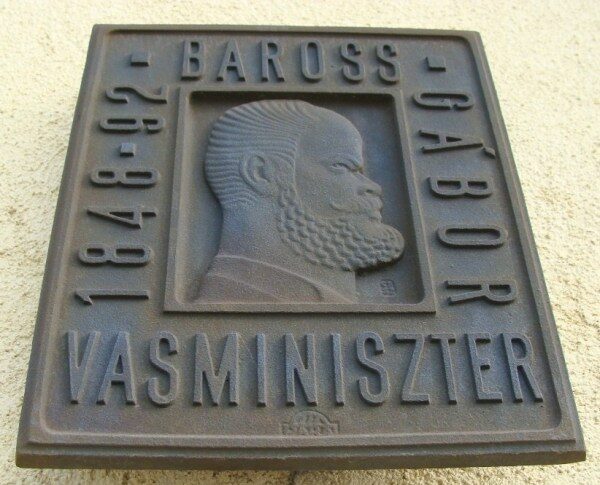 1848-92
BAROSS
GÁBOR
VASMINISZTER